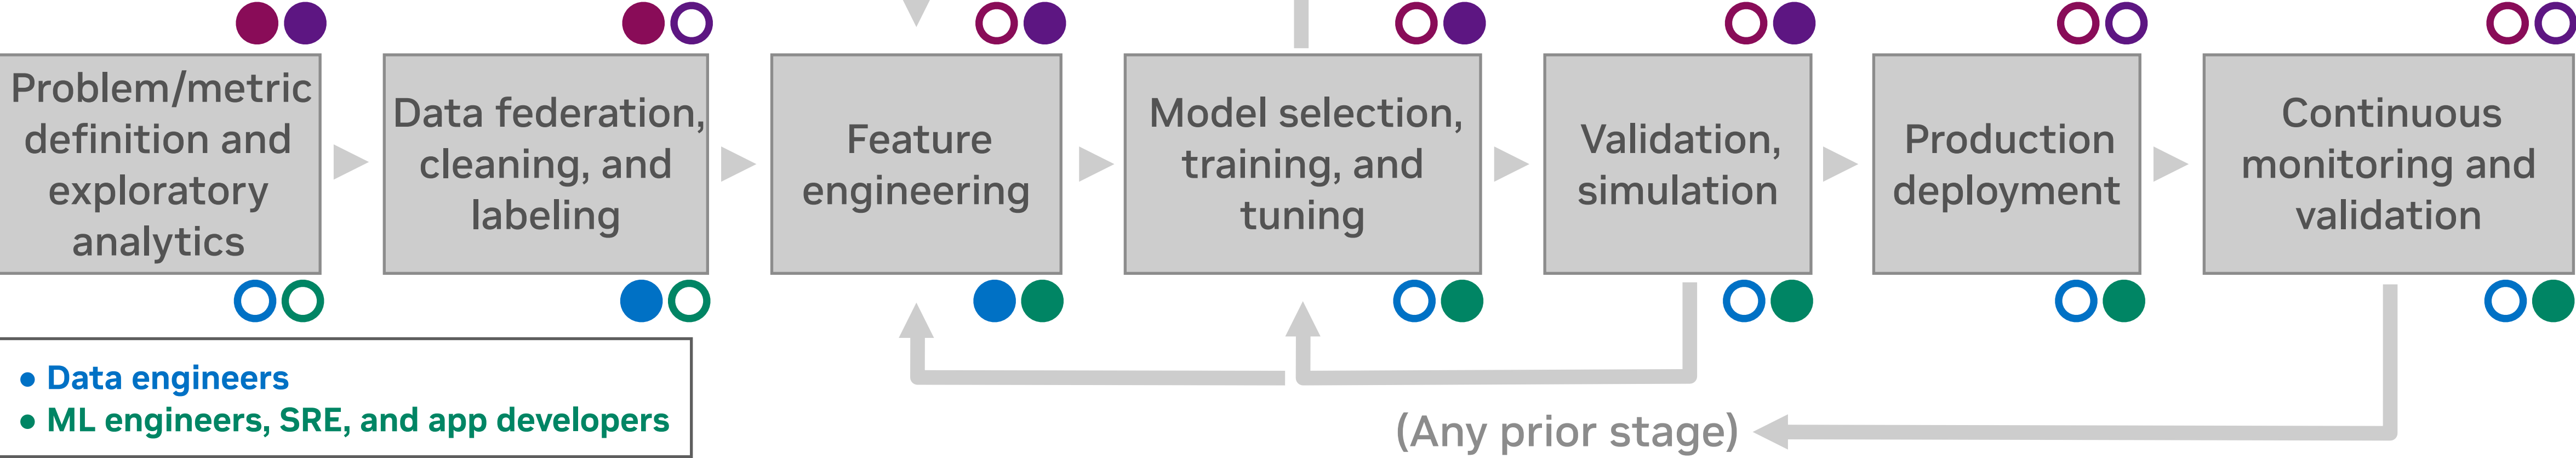 Problem/metric
definition and
exploratory
analytics
Data federation,
cleaning, and
labeling
Feature
engineering
Model selection,
training, and
tuning
Validation,
simulation
Production
deployment
Continuous
monitoring and
validation
• Data engineers
• ML engineers, SRE, and app developers
(Any prior stage)